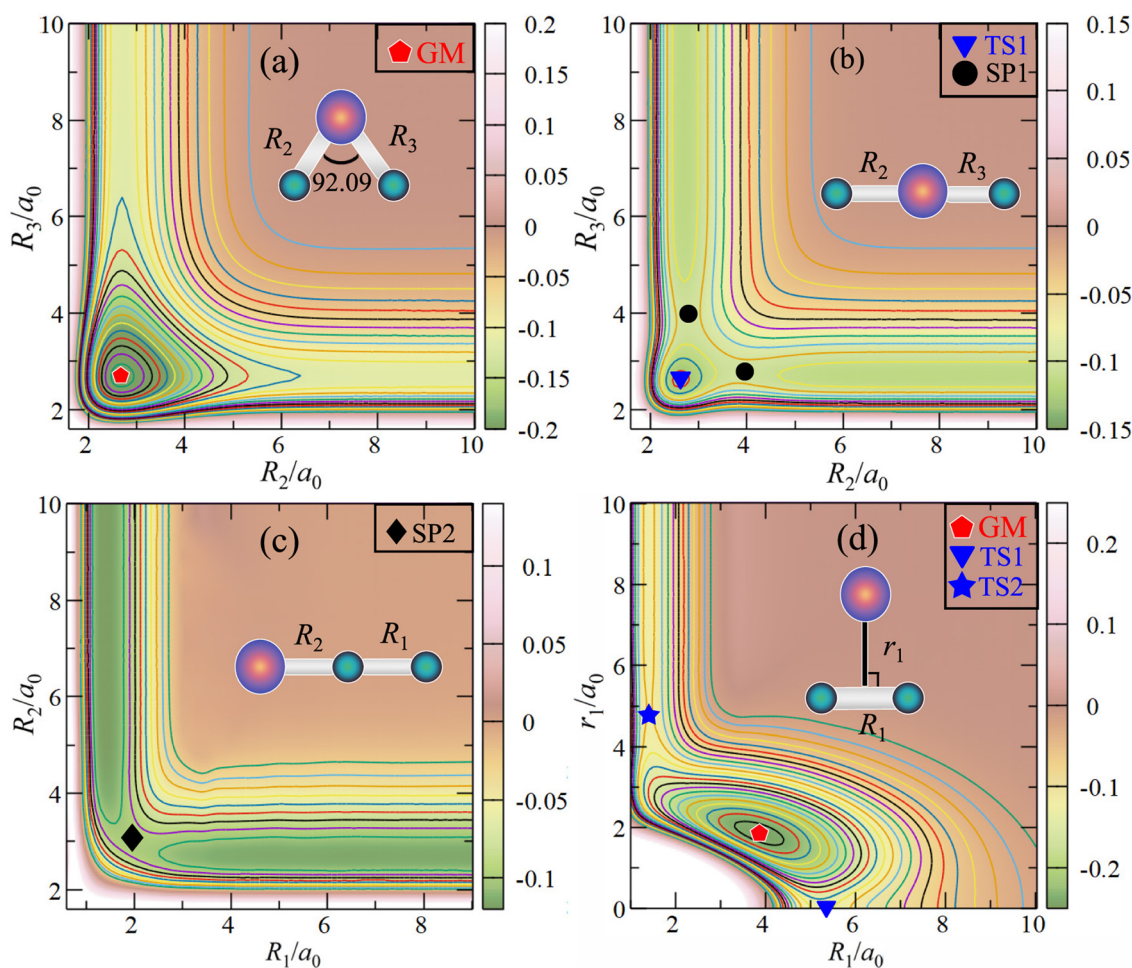 (a)
GM
R₂
R₃
92.09
10
8
6
4
2
R₃/a₀
2
4
6
8
10
R₂/a₀
0.2
0.15
0.1
0.05
0
-0.05
-0.1
-0.15
-0.2
(b)
TS1
SP1
R₂
R₃
10
8
6
4
2
R₃/a₀
2
4
6
8
10
R₂/a₀
0.15
0.1
0.05
0
-0.05
-0.1
-0.15
(c)
SP2
R₂
R₁
10
8
6
4
2
R₂/a₀
2
4
6
8
R₁/a₀
0.1
0.05
0
-0.05
-0.1
(d)
GM
TS1
TS2
r₁
R₁
10
8
6
4
2
0
r₁/a₀
2
4
6
8
10
R₁/a₀
0.2
0.1
0
-0.1
-0.2